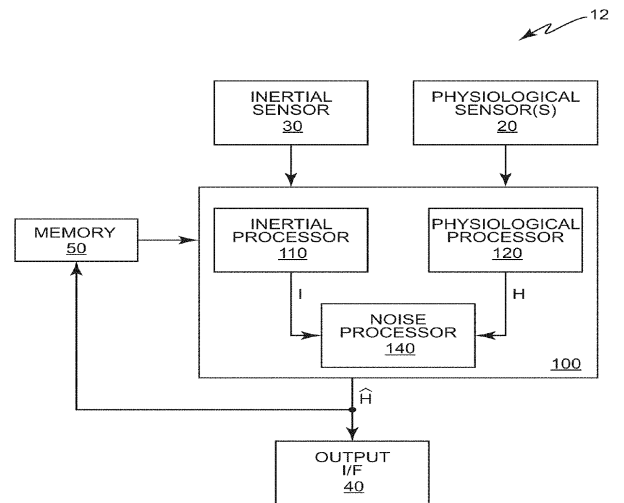 12
INERTIAL
SENSOR
30
PHYSIOLOGICAL
SENSOR(S)
20
MEMORY
50
INERTIAL
PROCESSOR
110
PHYSIOLOGICAL
PROCESSOR
120
I
H
NOISE
PROCESSOR
140
100
Ĥ
OUTPUT
I/F
40